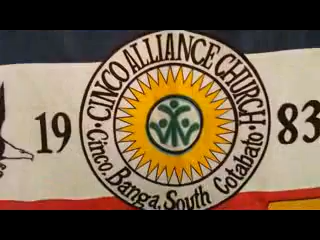 CINCO ALLIANCE CHURCH
19 83
Cinco, Banga, South Cotabato